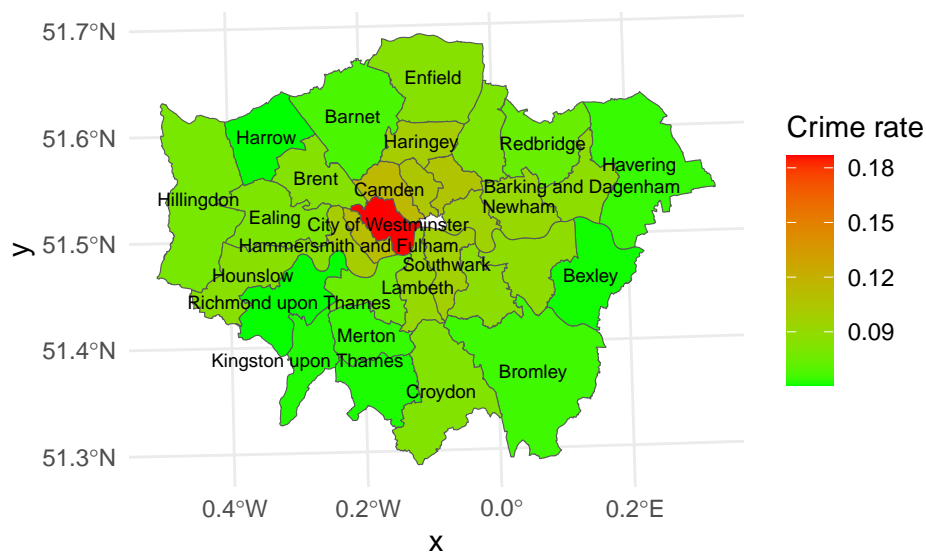 51.7°N
51.6°N
51.5°N
51.4°N
51.3°N
y
Enfield
Barnet
Harrow
Haringey
Redbridge
Havering
Brent
Camden
Barking and Dagenham
Hillingdon
Newham
Ealing
City of Westminster
Hammersmith and Fulham
Southwark
Hounslow
Bexley
Lambeth
Richmond upon Thames
Merton
Kingston upon Thames
Bromley
Croydon
0.4°W
0.2°W
0.0°
0.2°E
x
Crime rate
0.18
0.15
0.12
0.09